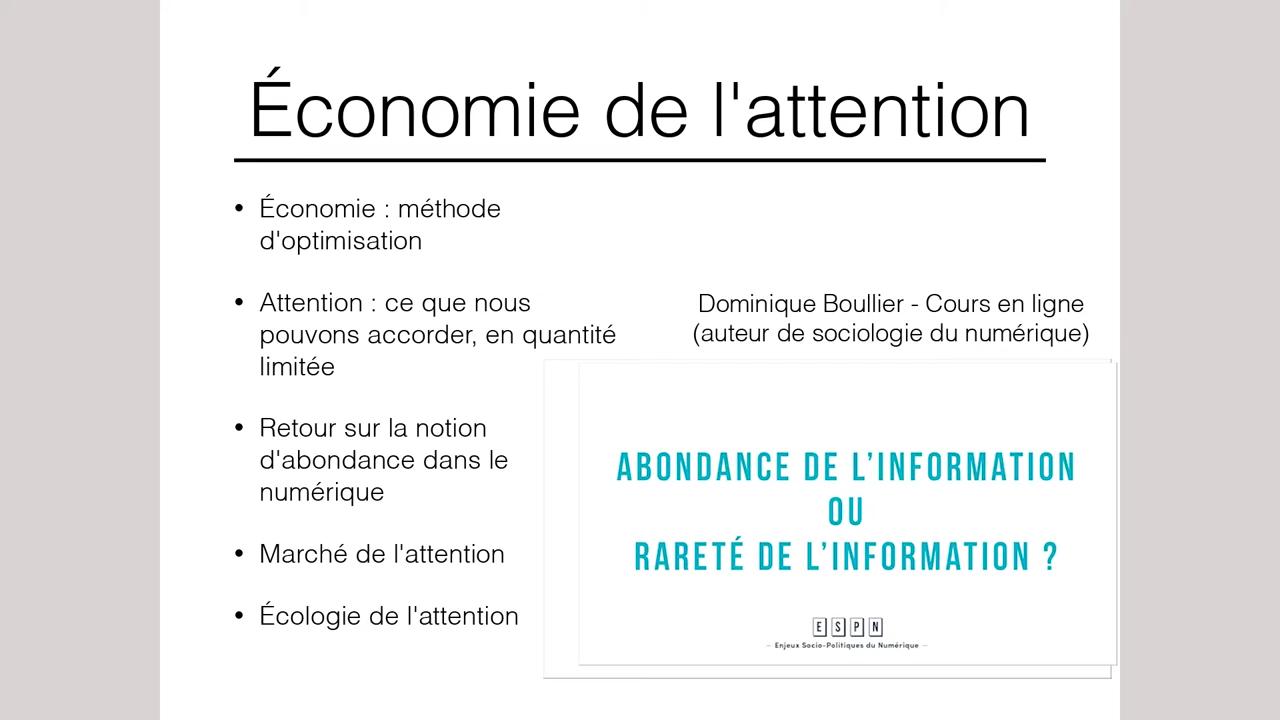 Économie de l'attention
• Économie : méthode
d'optimisation
• Attention : ce que nous
pouvons accorder, en quantité
limitée
• Retour sur la notion
d'abondance dans le
numérique
• Marché de l'attention
• Écologie de l'attention
Dominique Boullier - Cours en ligne
(auteur de sociologie du numérique)
ABONDANCE DE L’INFORMATION
OU
RARETÉ DE L’INFORMATION ?
ESPN
— Enjeux Socio-Politiques du Numérique —